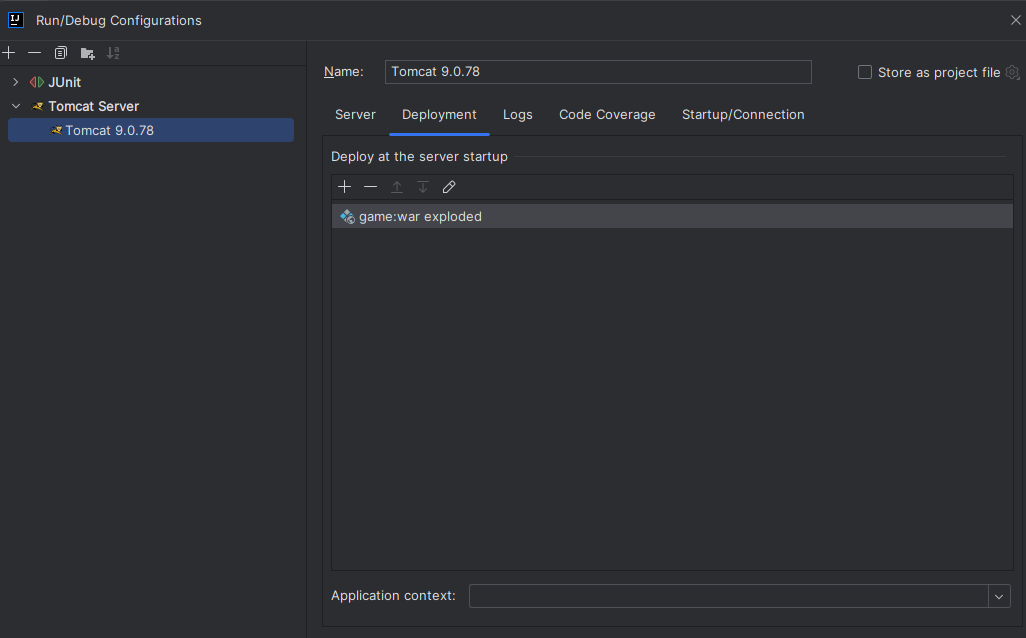 Run/Debug Configurations
Name: Tomcat 9.0.78 Store as project file
JUnit
Tomcat Server
Tomcat 9.0.78
Server Deployment Logs Code Coverage Startup/Connection
Deploy at the server startup
game:war exploded
Application context: